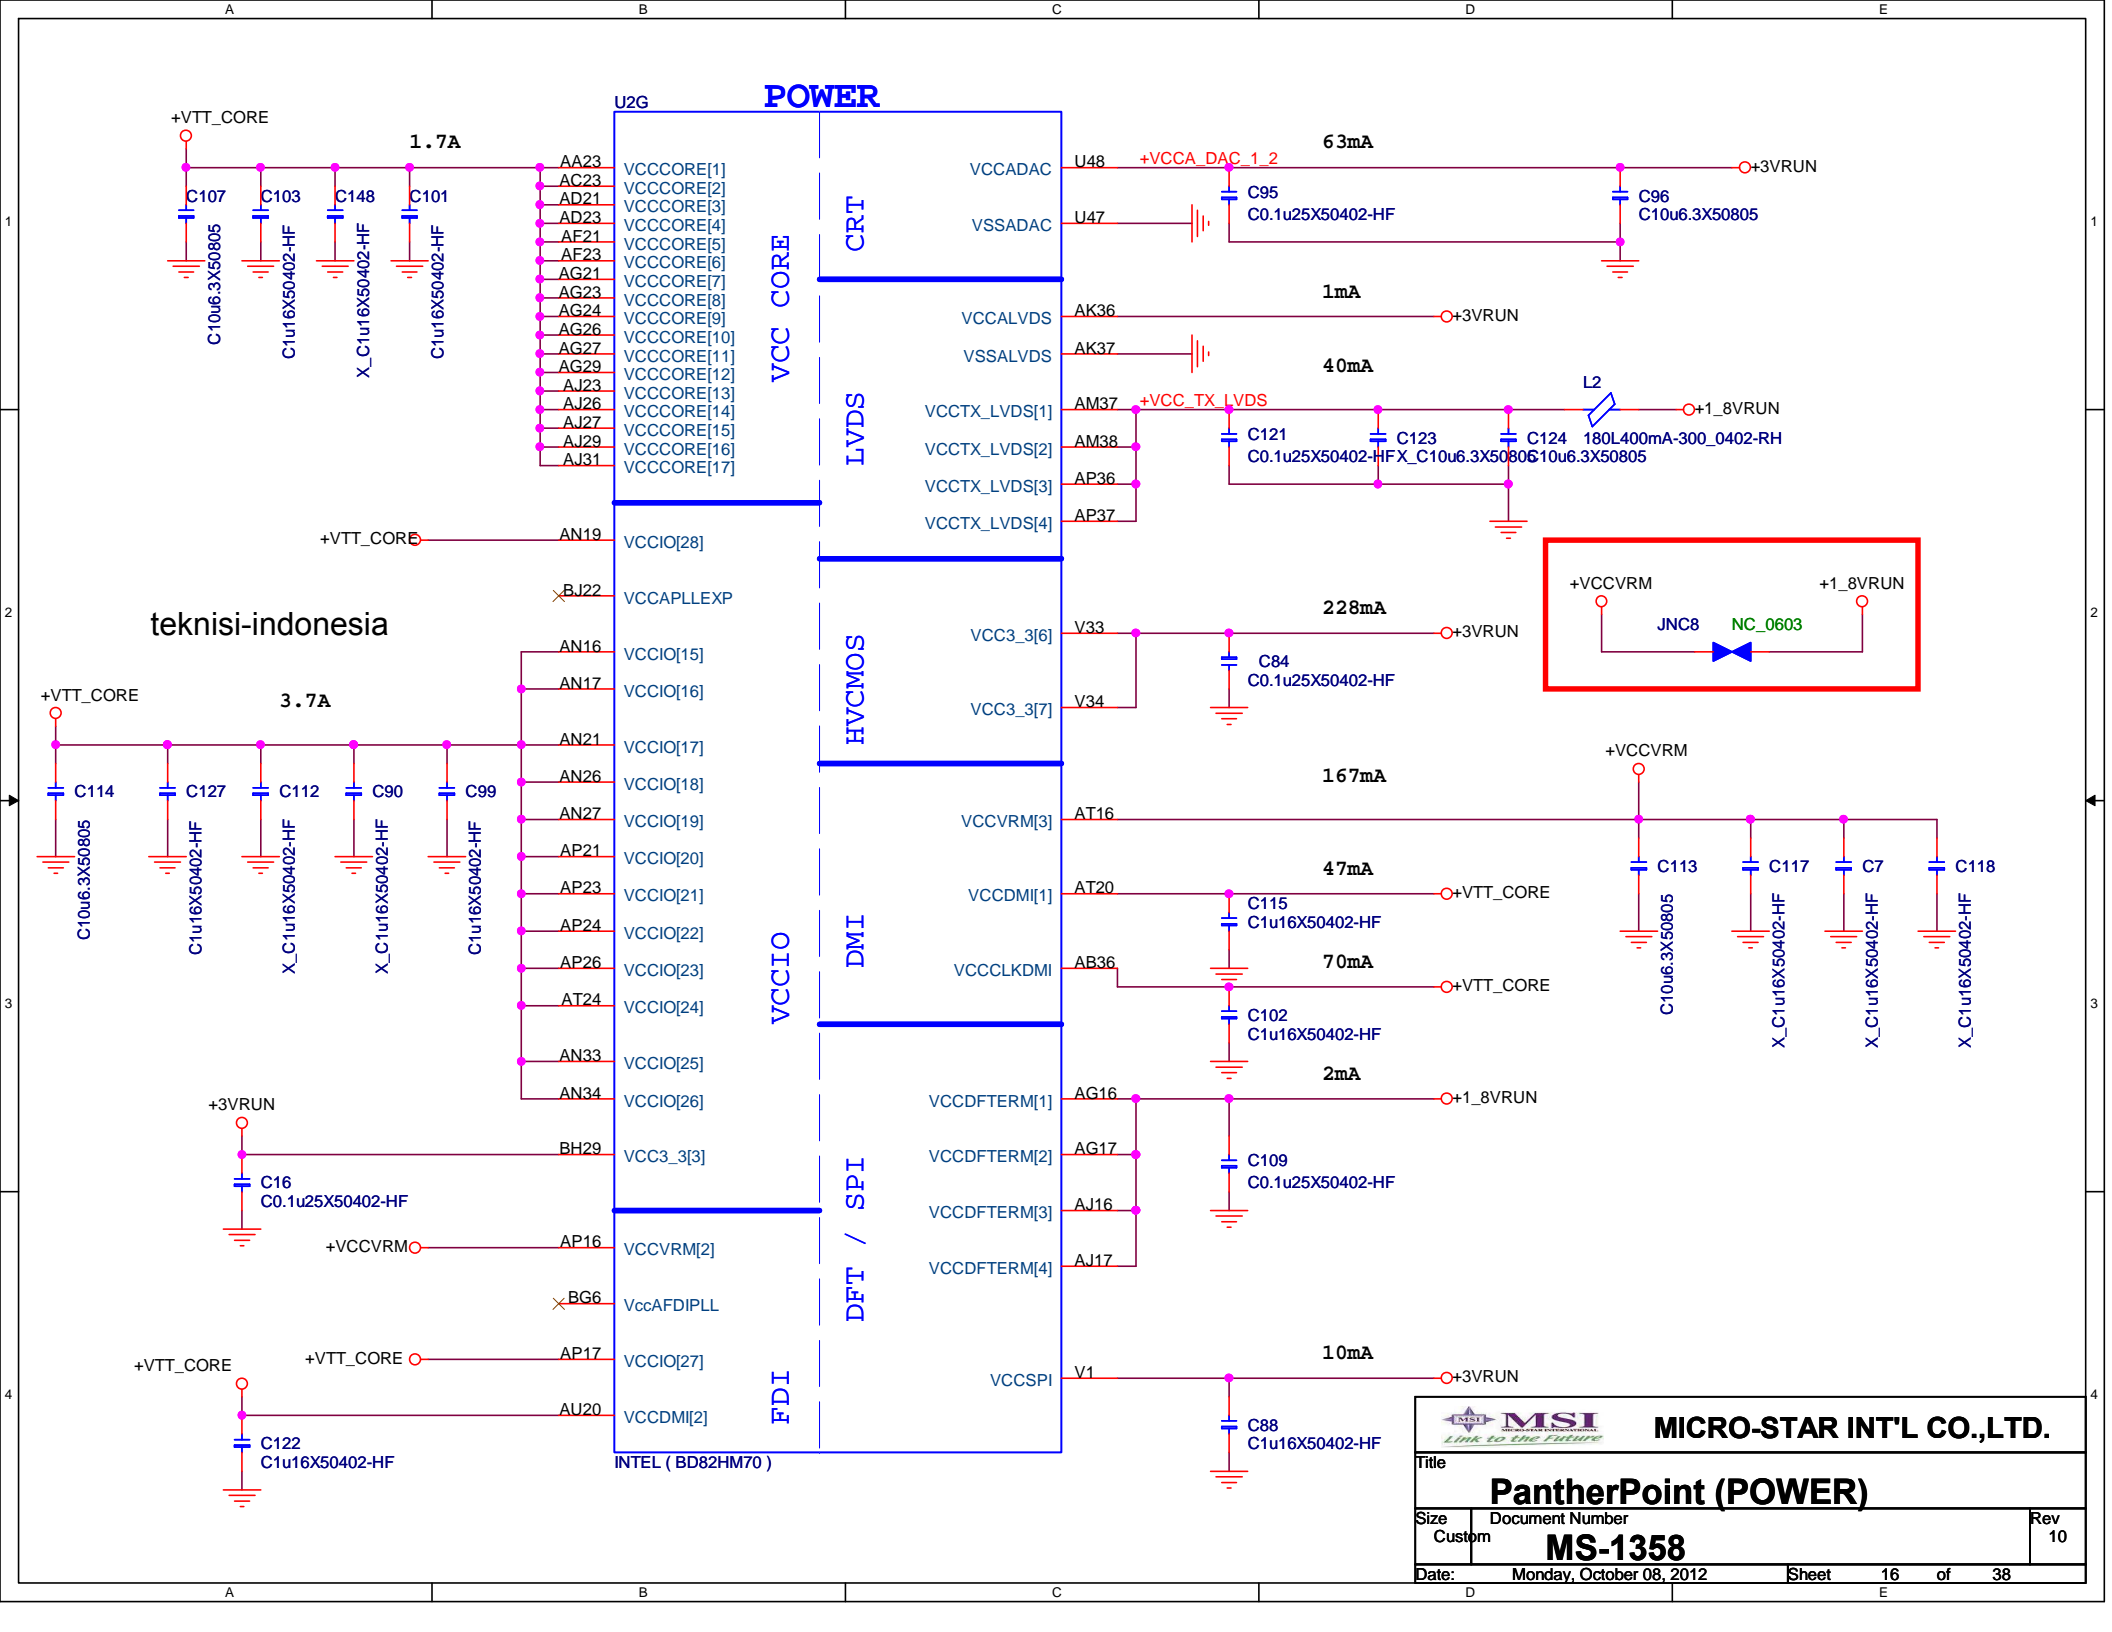 A B C D E
POWER
U2G
+VTT_CORE
1.7A
C107 C103 C148 C101
C10u6.3X50805
C1u16X50402-HF
X_C1u16X50402-HF
C1u16X50402-HF
AA23 VCCCORE[1]
AC23 VCCCORE[2]
AD21 VCCCORE[3]
AD23 VCCCORE[4]
AF21 VCCCORE[5]
AF23 VCCCORE[6]
AG21 VCCCORE[7]
AG23 VCCCORE[8]
AG24 VCCCORE[9]
AG26 VCCCORE[10]
AG27 VCCCORE[11]
AG29 VCCCORE[12]
AJ23 VCCCORE[13]
AJ26 VCCCORE[14]
AJ27 VCCCORE[15]
AJ29 VCCCORE[16]
AJ31 VCCCORE[17]
VCC CORE
+VTT_CORE AN19 VCCIO[28]
BJ22 VCCAPLLEXP
teknisi-indonesia
AN16 VCCIO[15]
AN17 VCCIO[16]
+VTT_CORE
3.7A
AN21 VCCIO[17]
AN26 VCCIO[18]
AN27 VCCIO[19]
AP21 VCCIO[20]
AP23 VCCIO[21]
AP24 VCCIO[22]
AP26 VCCIO[23]
AT24 VCCIO[24]
AN33 VCCIO[25]
AN34 VCCIO[26]
VCCIO
C114 C127 C112 C90 C99
C10u6.3X50805
C1u16X50402-HF
X_C1u16X50402-HF
X_C1u16X50402-HF
C1u16X50402-HF
+3VRUN
BH29 VCC3_3[3]
C16
C0.1u25X50402-HF
+VCCVRM AP16 VCCVRM[2]
BG6 VccAFDIPLL
+VTT_CORE AP17 VCCIO[27]
+VTT_CORE
AU20 VCCDMI[2]
C122
C1u16X50402-HF
FDI
INTEL ( BD82HM70 )
CRT
63mA
VCCADAC U48 +VCCA_DAC_1_2 +3VRUN
C95
C0.1u25X50402-HF
C96
C10u6.3X50805
VSSADAC U47
LVDS
1mA
VCCALVDS AK36 +3VRUN
VSSALVDS AK37
40mA
L2
VCCTX_LVDS[1] AM37 +VCC_TX_LVDS +1_8VRUN
180L400mA-300_0402-RH
C121
C0.1u25X50402-HF
C123
X_C10u6.3X50805
C124
C10u6.3X50805
VCCTX_LVDS[2] AM38
VCCTX_LVDS[3] AP36
VCCTX_LVDS[4] AP37
+VCCVRM +1_8VRUN
JNC8 NC_0603
HVCMOS
228mA
VCC3_3[6] V33 +3VRUN
C84
C0.1u25X50402-HF
VCC3_3[7] V34
DMI
167mA
+VCCVRM
VCCVRM[3] AT16
C113 C117 C7 C118
C10u6.3X50805
X_C1u16X50402-HF
X_C1u16X50402-HF
X_C1u16X50402-HF
47mA
VCCDMI[1] AT20 +VTT_CORE
C115
C1u16X50402-HF
70mA
VCCCLKDMI AB36 +VTT_CORE
C102
C1u16X50402-HF
DFT / SPI
2mA
VCCDFTERM[1] AG16 +1_8VRUN
VCCDFTERM[2] AG17
C109
C0.1u25X50402-HF
VCCDFTERM[3] AJ16
VCCDFTERM[4] AJ17
10mA
VCCSPI V1 +3VRUN
C88
C1u16X50402-HF
1 1
2 2
3 3
4 4
MSI
MSI
MICRO-STAR INTERNATIONAL
Link to the Future
MICRO-STAR INT'L CO.,LTD.
Title
PantherPoint (POWER)
Size Document Number Rev
Custom MS-1358 10
Date: Monday, October 08, 2012 Sheet 16 of 38
A B C D E